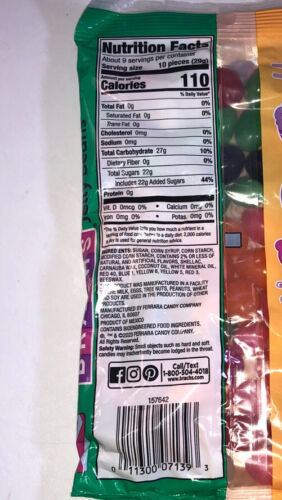 Nutrition Facts
About 9 servings per container
Serving size 10 pieces (29g)
Amount per serving
Calories 110
% Daily Value*
Total Fat 0g 0%
Saturated Fat 0g 0%
Trans Fat 0g
Cholesterol 0mg 0%
Sodium 0mg 0%
Total Carbohydrate 27g 10%
Dietary Fiber 0g 0%
Total Sugars 22g
Includes 22g Added Sugars 44%
Protein 0g
Vit. D 0mcg 0% • Calcium 0mg 0%
Iron 0mg 0% • Potas. 0mg 0%
*The % Daily Value tells you how much a nutrient in a
serving of food contributes to a daily diet. 2,000 calories
a day is used for general nutrition advice.
INGREDIENTS: SUGAR, CORN SYRUP, CORN STARCH,
MODIFIED CORN STARCH, CONTAINS 2% OR LESS OF
NATURAL AND ARTIFICIAL FLAVORS, SHELLAC,
CARNAUBA WAX, COCONUT OIL, WHITE MINERAL OIL,
RED 40, BLUE 1, YELLOW 6, YELLOW 5, RED 3,
BEESWAX.
PRODUCT WAS MANUFACTURED IN A FACILITY
MILK, EGGS, TREE NUTS, PEANUTS, WHEAT
AND SOY ARE USED IN THE PRODUCTION OF OTHER
PRODUCTS.
BY FERRARA CANDY COMPANY
CHICAGO, IL 60607
PRODUCT OF MEXICO
CONTAINS BIOENGINEERED FOOD INGREDIENTS.
®, ™ & ©2023 FERRARA CANDY COMPANY.
All Rights Reserved.
Safety Warning: Small objects such as hard and soft
candies may inadvertently become lodged in the throat.
Call/Text
1-800-504-4018
www.brachs.com
157642
0 11300 07139 3